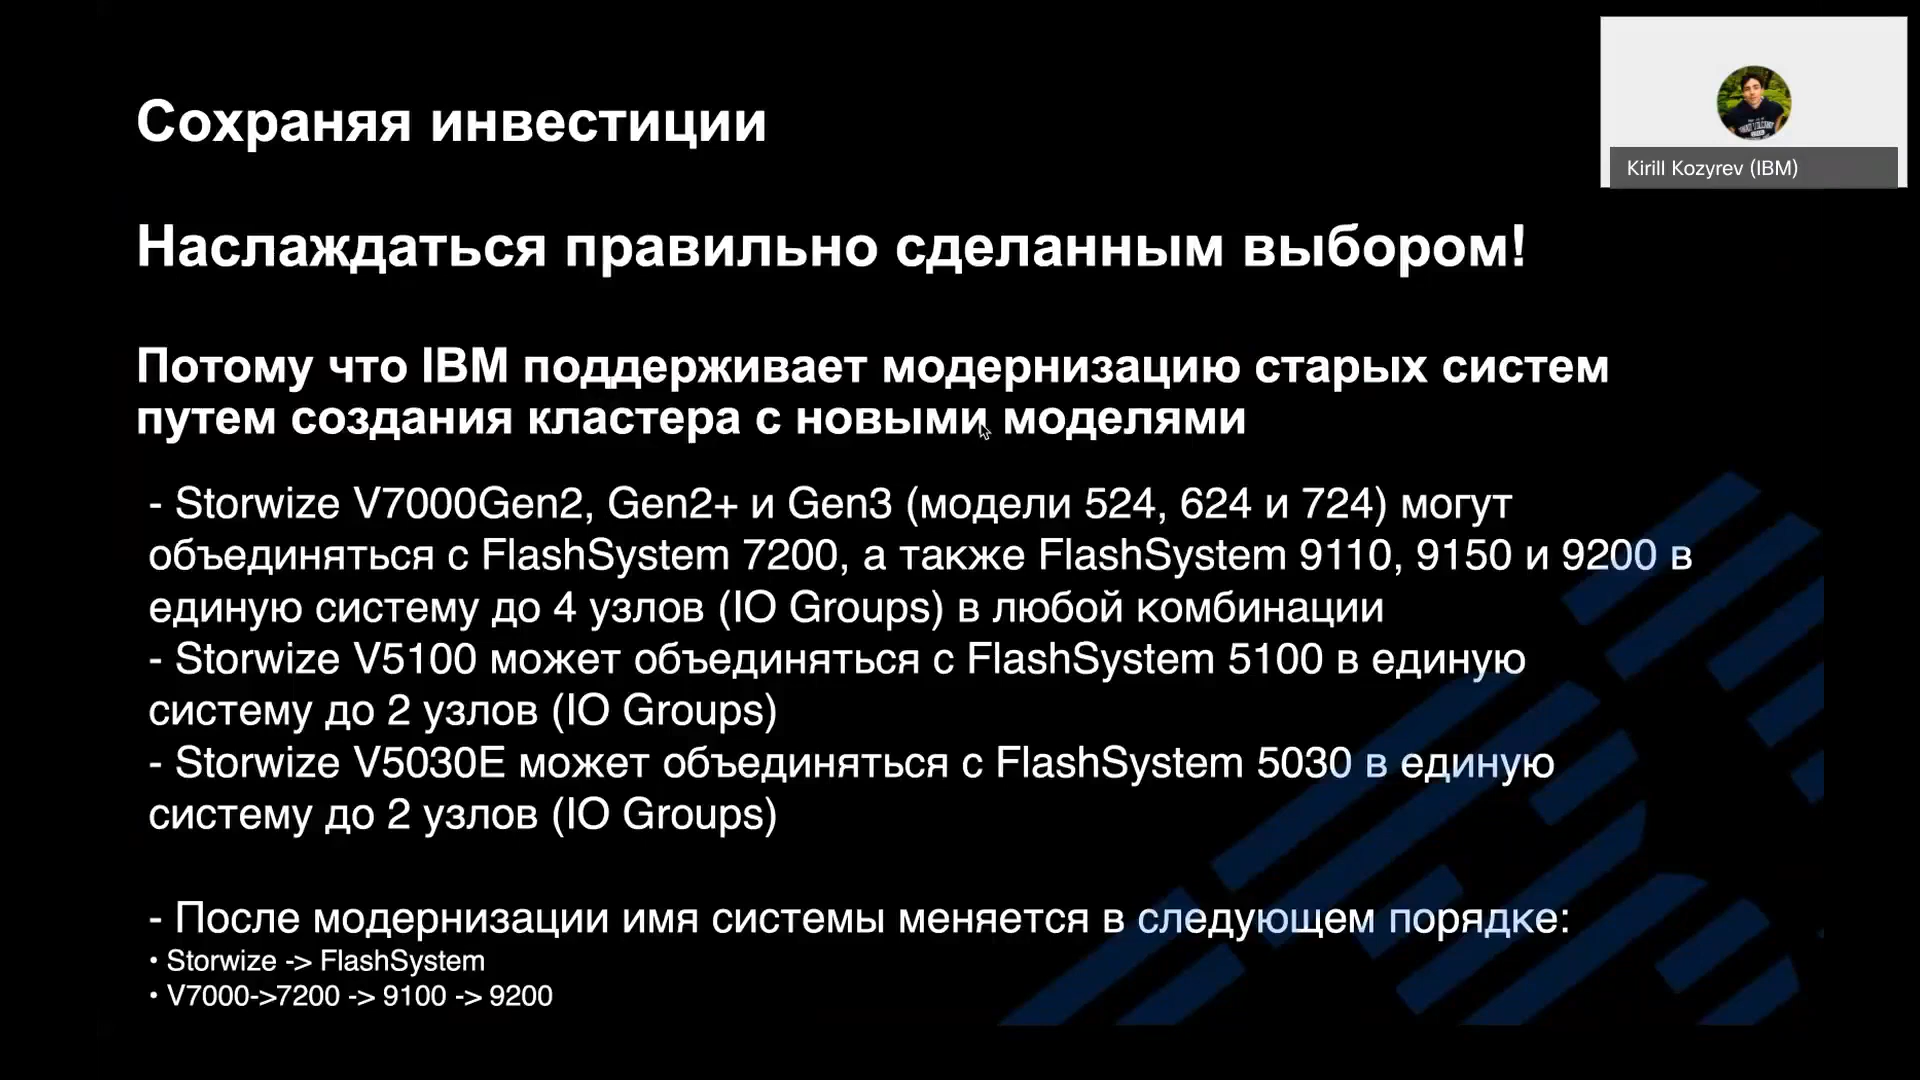 Сохраняя инвестиции
Kirill Kozyrev (IBM)
Наслаждаться правильно сделанным выбором!
Потому что IBM поддерживает модернизацию старых систем
путем создания кластера с новыми моделями
- Storwize V7000Gen2, Gen2+ и Gen3 (модели 524, 624 и 724) могут
объединяться с FlashSystem 7200, а также FlashSystem 9110, 9150 и 9200 в
единую систему до 4 узлов (IO Groups) в любой комбинации
- Storwize V5100 может объединяться с FlashSystem 5100 в единую
систему до 2 узлов (IO Groups)
- Storwize V5030E может объединяться с FlashSystem 5030 в единую
систему до 2 узлов (IO Groups)
- После модернизации имя системы меняется в следующем порядке:
• Storwize -> FlashSystem
• V7000->7200 -> 9100 -> 9200